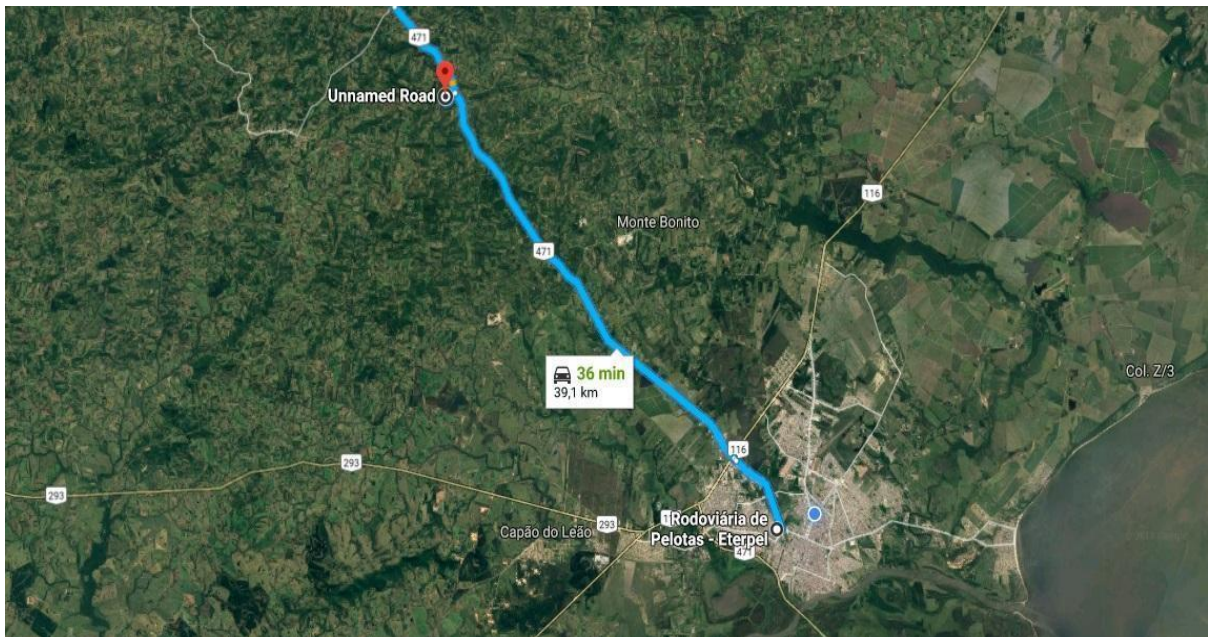 471
Unnamed Road
116
Monte Bonito
471
36 min
39,1 km
Col. Z/3
116
293
293
Capão do Leão
293
Rodoviária de
Pelotas - Eterpel
471